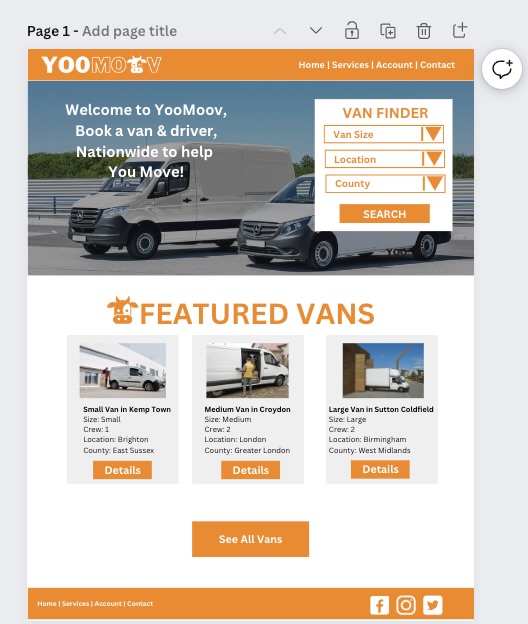 Page 1 - Add page title
YOOMOOV
Home | Services | Account | Contact
Welcome to YooMoov,
Book a van & driver,
Nationwide to help
You Move!
VAN FINDER
Van Size
Location
County
SEARCH
FEATURED VANS
Small Van in Kemp Town
Size: Small
Crew: 1
Location: Brighton
County: East Sussex
Details
Medium Van in Croydon
Size: Medium
Crew: 2
Location: London
County: Greater London
Details
Large Van in Sutton Coldfield
Size: Large
Crew: 2
Location: Birmingham
County: West Midlands
Details
See All Vans
Home | Services | Account | Contact